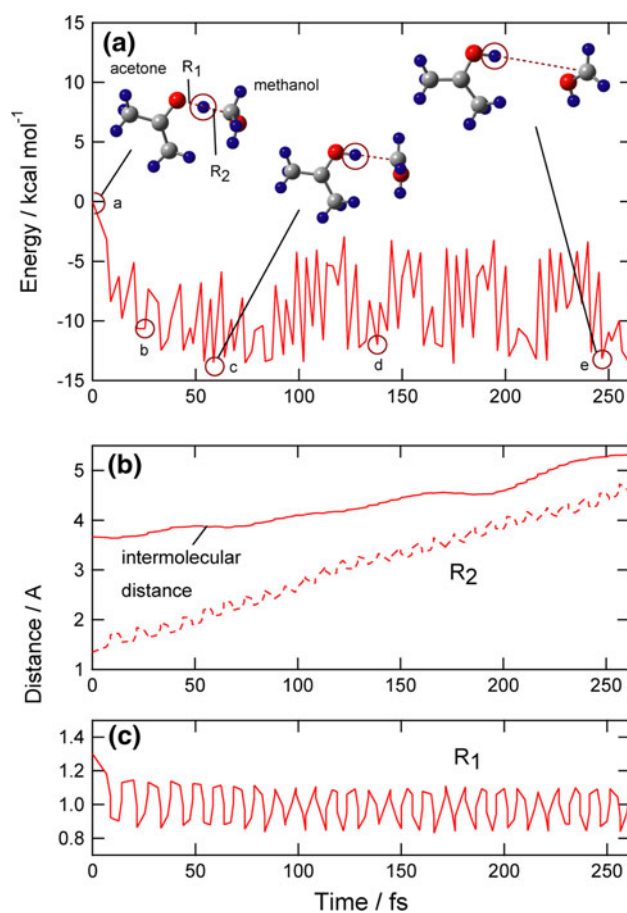 (a)
acetone
R1
methanol
R2
Energy / kcal mol-1
15
10
5
0
-5
-10
-15
a
b
c
d
e
0 50 100 150 200 250
(b)
Distance / A
5
4
3
2
1
intermolecular
distance
R2
0 50 100 150 200 250
(c)
1.4
1.2
1.0
0.8
R1
0 50 100 150 200 250
Time / fs